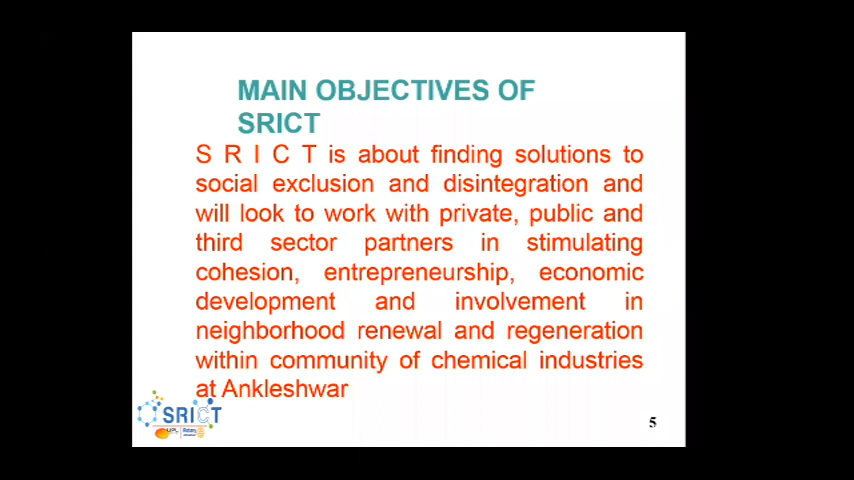 MAIN OBJECTIVES OF
SRICT
S R I C T is about finding solutions to
social exclusion and disintegration and
will look to work with private, public and
third sector partners in stimulating
cohesion, entrepreneurship, economic
development and involvement in
neighborhood renewal and regeneration
within community of chemical industries
at Ankleshwar
SRICT
UPL Rotary
5